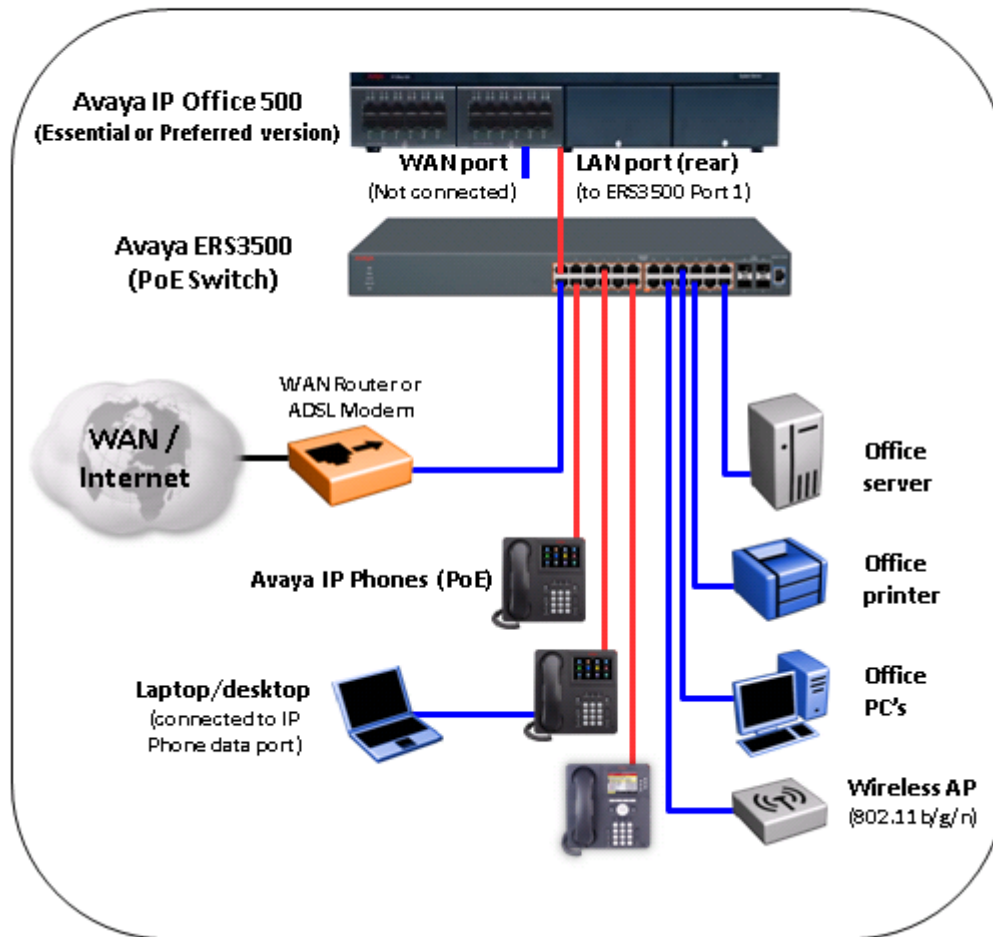 Avaya IP Office 500
(Essential or Preferred version)
WAN port
(Not connected)
LAN port (rear)
(to ERS3500 Port 1)
Avaya ERS3500
(PoE Switch)
WAN Router or
ADSL Modem
WAN /
Internet
Office
server
Avaya IP Phones (PoE)
Office
printer
Laptop/desktop
(connected to IP
Phone data port)
Office
PC's
Wireless AP
(802.11 b/g/n)